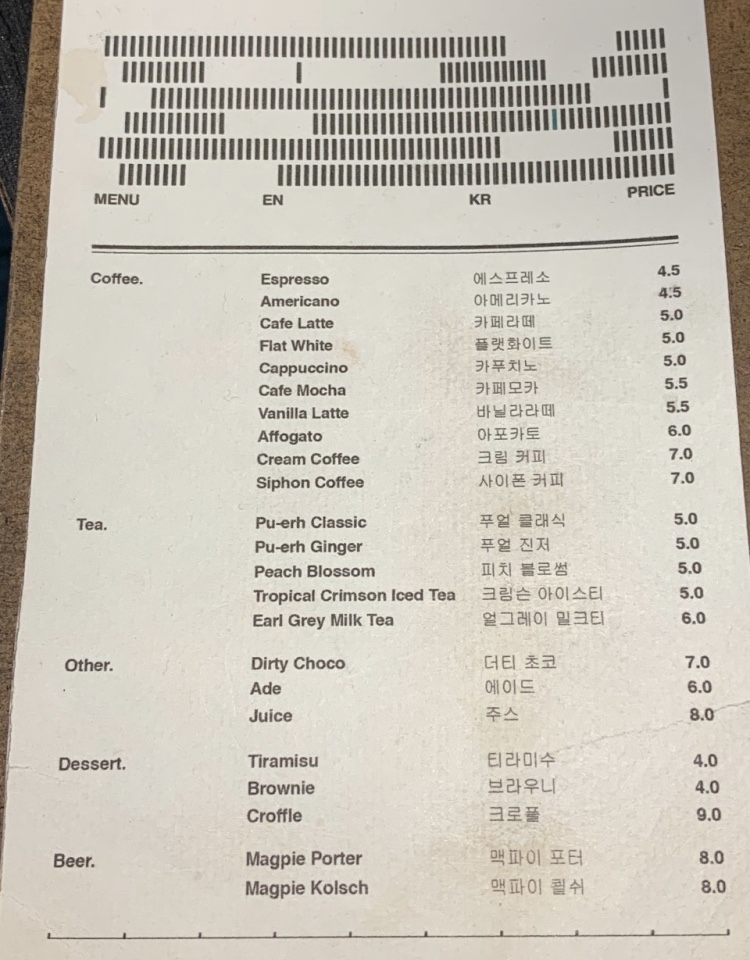 MENU EN KR PRICE
Coffee. Espresso 에스프레소 4.5
Americano 아메리카노 4.5
Cafe Latte 카페라떼 5.0
Flat White 플랫화이트 5.0
Cappuccino 카푸치노 5.0
Cafe Mocha 카페모카 5.5
Vanilla Latte 바닐라라떼 5.5
Affogato 아포카토 6.0
Cream Coffee 크림 커피 7.0
Siphon Coffee 사이폰 커피 7.0
Tea. Pu-erh Classic 푸얼 클래식 5.0
Pu-erh Ginger 푸얼 진저 5.0
Peach Blossom 피치 블로썸 5.0
Tropical Crimson Iced Tea 크림슨 아이스티 5.0
Earl Grey Milk Tea 얼그레이 밀크티 6.0
Other. Dirty Choco 더티 초코 7.0
Ade 에이드 6.0
Juice 주스 8.0
Dessert. Tiramisu 티라미수 4.0
Brownie 브라우니 4.0
Croffle 크로플 9.0
Beer. Magpie Porter 맥파이 포터 8.0
Magpie Kolsch 맥파이 쾰쉬 8.0